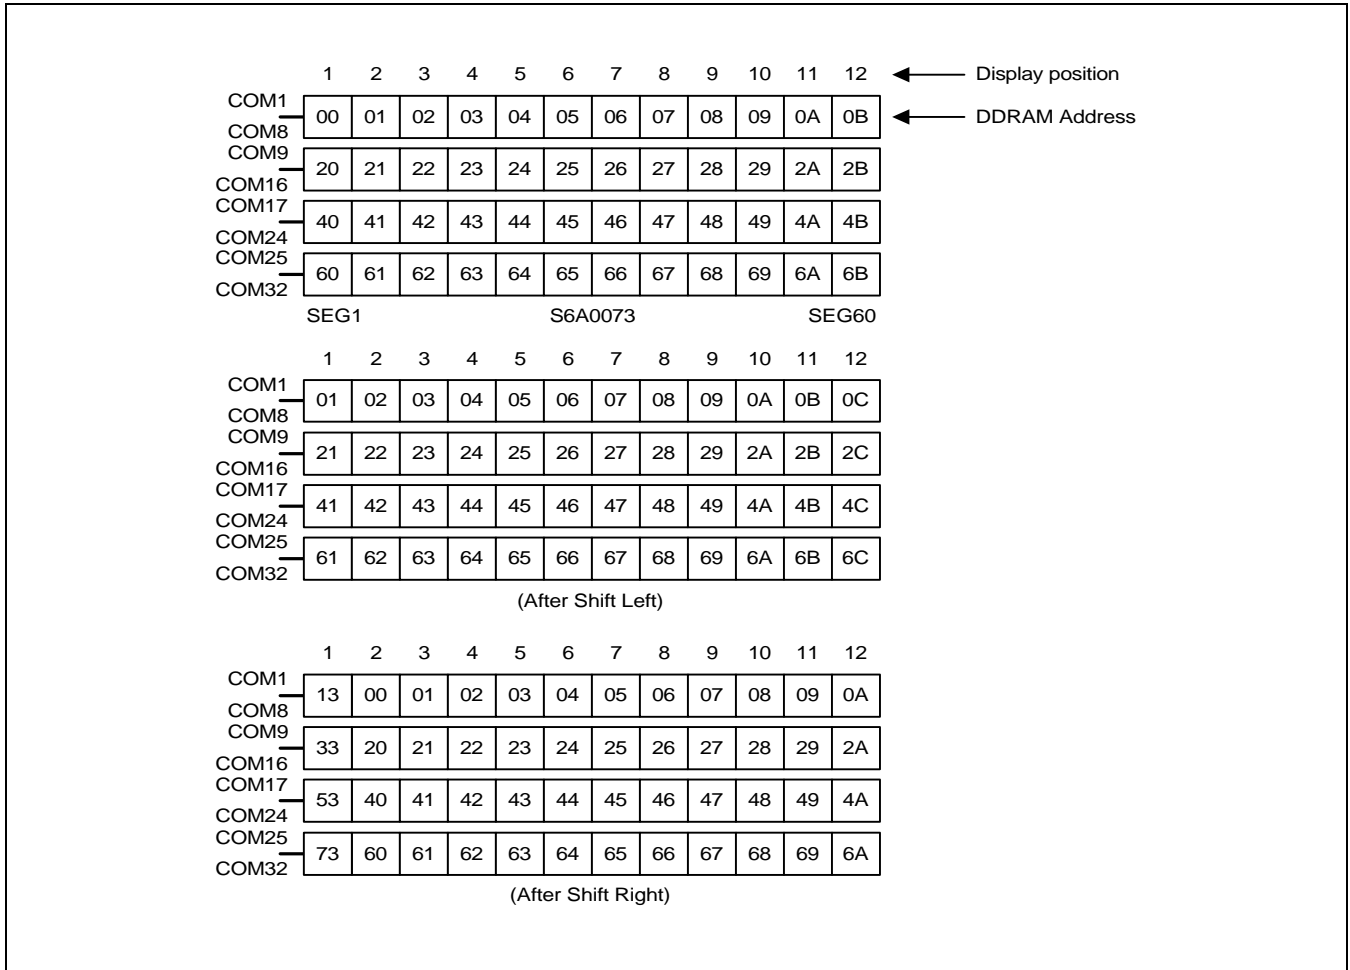 1 2 3 4 5 6 7 8 9 10 11 12 Display position
COM1
00 01 02 03 04 05 06 07 08 09 0A 0B DDRAM Address
COM8
COM9
20 21 22 23 24 25 26 27 28 29 2A 2B
COM16
COM17
40 41 42 43 44 45 46 47 48 49 4A 4B
COM24
COM25
60 61 62 63 64 65 66 67 68 69 6A 6B
COM32
SEG1 S6A0073 SEG60
1 2 3 4 5 6 7 8 9 10 11 12
COM1
01 02 03 04 05 06 07 08 09 0A 0B 0C
COM8
COM9
21 22 23 24 25 26 27 28 29 2A 2B 2C
COM16
COM17
41 42 43 44 45 46 47 48 49 4A 4B 4C
COM24
COM25
61 62 63 64 65 66 67 68 69 6A 6B 6C
COM32
(After Shift Left)
1 2 3 4 5 6 7 8 9 10 11 12
COM1
13 00 01 02 03 04 05 06 07 08 09 0A
COM8
COM9
33 20 21 22 23 24 25 26 27 28 29 2A
COM16
COM17
53 40 41 42 43 44 45 46 47 48 49 4A
COM24
COM25
73 60 61 62 63 64 65 66 67 68 69 6A
COM32
(After Shift Right)